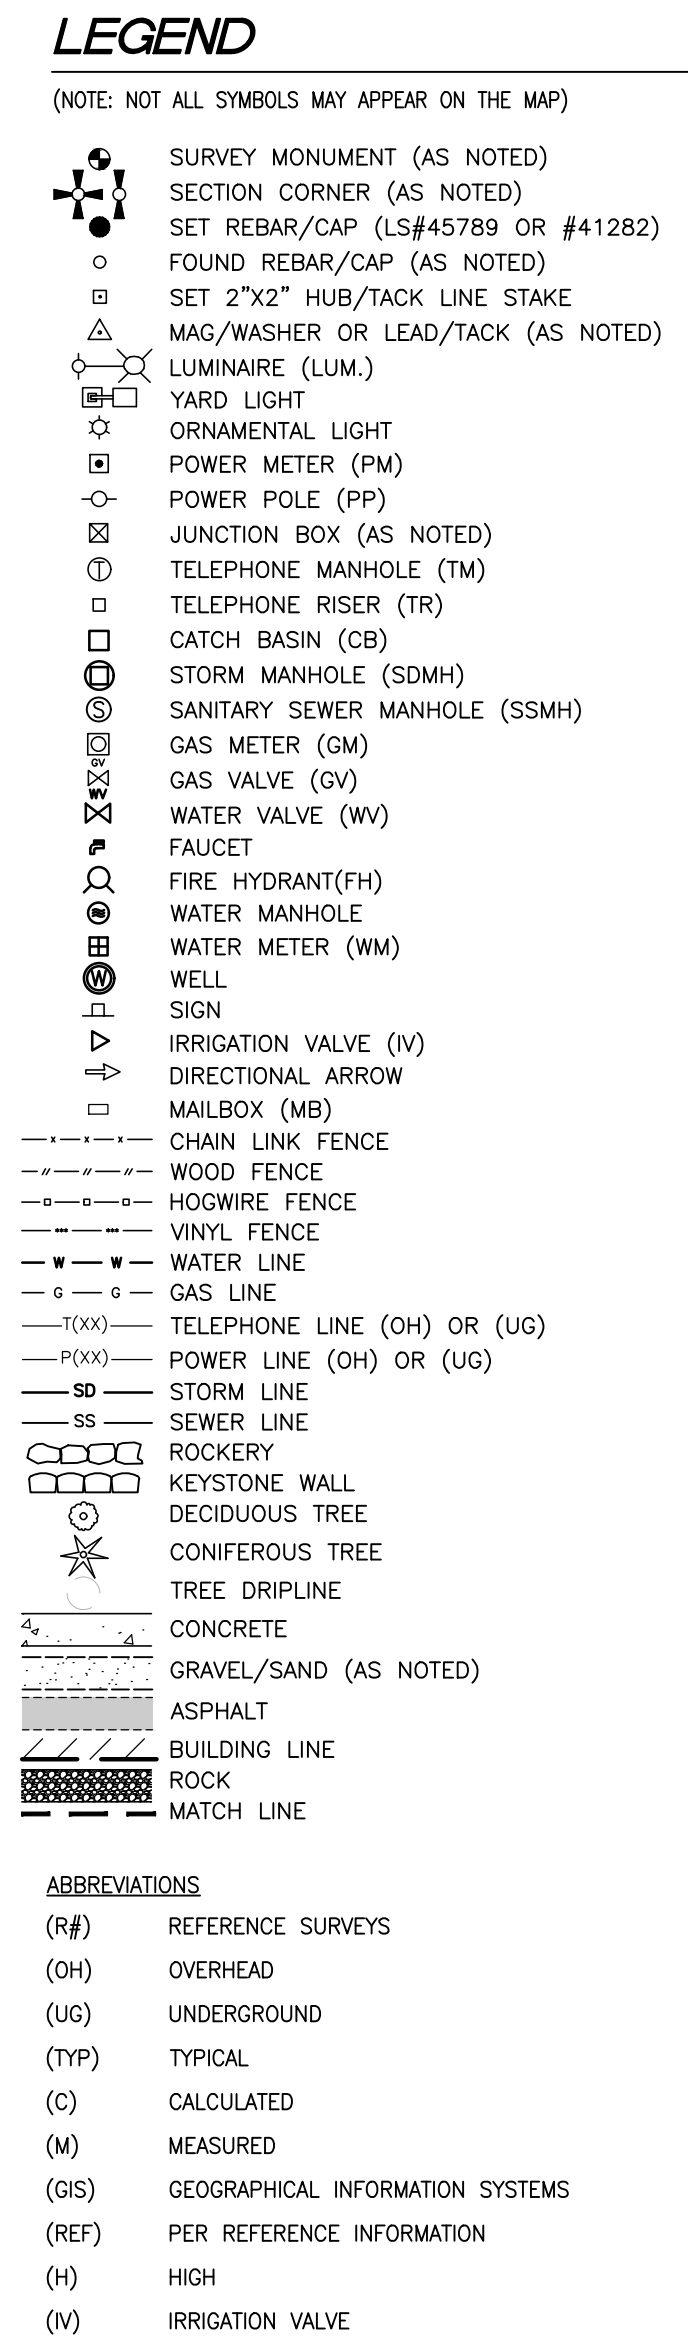 LEGEND
(NOTE: NOT ALL SYMBOLS MAY APPEAR ON THE MAP)
SURVEY MONUMENT (AS NOTED)
SECTION CORNER (AS NOTED)
SET REBAR/CAP (LS#45789 OR #41282)
FOUND REBAR/CAP (AS NOTED)
SET 2"X2" HUB/TACK LINE STAKE
MAG/WASHER OR LEAD/TACK (AS NOTED)
LUMINAIRE (LUM.)
YARD LIGHT
ORNAMENTAL LIGHT
POWER METER (PM)
POWER POLE (PP)
JUNCTION BOX (AS NOTED)
T TELEPHONE MANHOLE (TM)
TELEPHONE RISER (TR)
CATCH BASIN (CB)
STORM MANHOLE (SDMH)
S SANITARY SEWER MANHOLE (SSMH)
GAS METER (GM)
GV GAS VALVE (GV)
WV WATER VALVE (WV)
FAUCET
FIRE HYDRANT(FH)
WATER MANHOLE
WATER METER (WM)
W WELL
SIGN
IRRIGATION VALVE (IV)
DIRECTIONAL ARROW
MAILBOX (MB)
x x x CHAIN LINK FENCE
// // // WOOD FENCE
HOGWIRE FENCE
*** *** VINYL FENCE
W W WATER LINE
G G GAS LINE
T(XX) TELEPHONE LINE (OH) OR (UG)
P(XX) POWER LINE (OH) OR (UG)
SD STORM LINE
SS SEWER LINE
ROCKERY
KEYSTONE WALL
DECIDUOUS TREE
CONIFEROUS TREE
TREE DRIPLINE
CONCRETE
GRAVEL/SAND (AS NOTED)
ASPHALT
BUILDING LINE
ROCK
MATCH LINE
ABBREVIATIONS
(R#) REFERENCE SURVEYS
(OH) OVERHEAD
(UG) UNDERGROUND
(TYP) TYPICAL
(C) CALCULATED
(M) MEASURED
(GIS) GEOGRAPHICAL INFORMATION SYSTEMS
(REF) PER REFERENCE INFORMATION
(H) HIGH
(IV) IRRIGATION VALVE